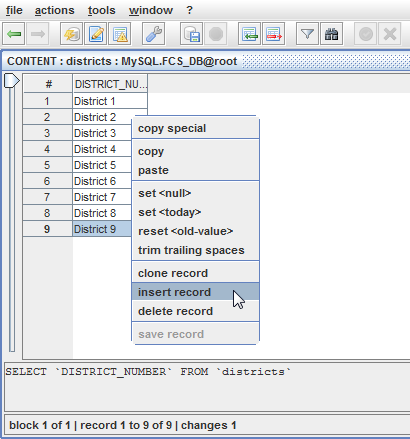 file actions tools window ?
CONTENT : districts : MySQL.FCS_DB@root
# DISTRICT_NU...
1 District 1
2 District 2
3 District 3
4 District 4
5 District 5
6 District 6
7 District 7
8 District 8
9 District 9
copy special
copy
paste
set <null>
set <today>
reset <old-value>
trim trailing spaces
clone record
insert record
delete record
save record
SELECT `DISTRICT_NUMBER` FROM `districts`
block 1 of 1 | record 1 to 9 of 9 | changes 1